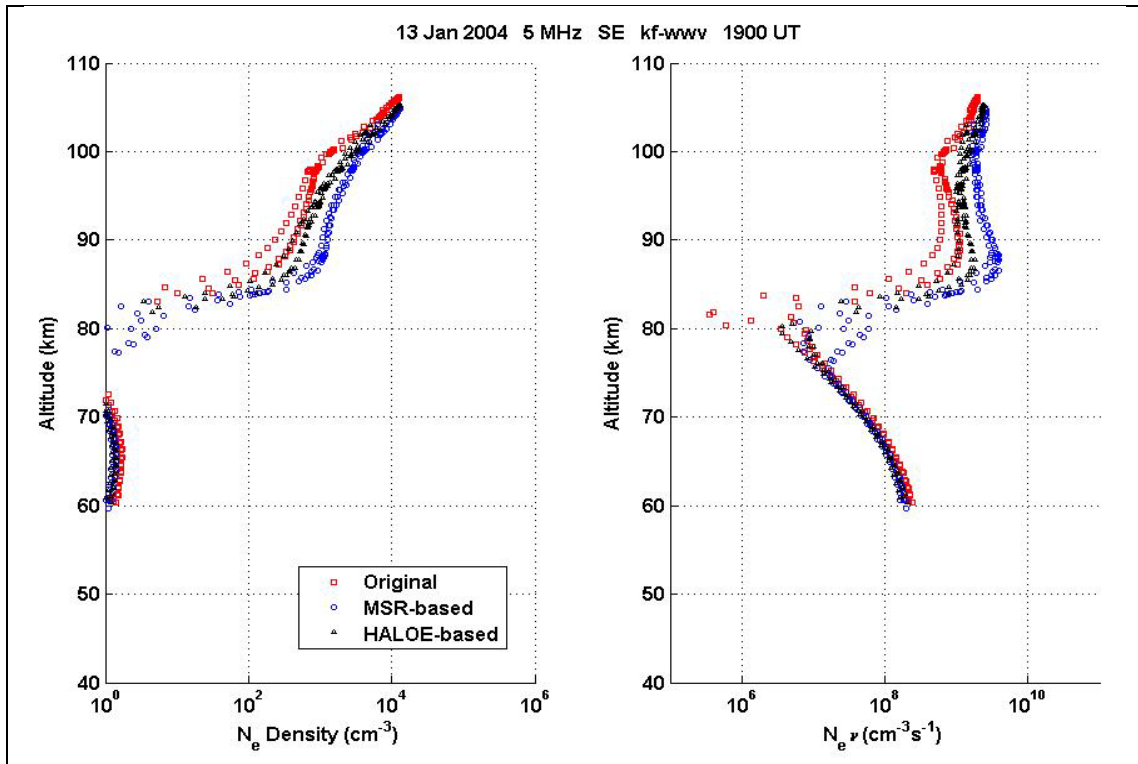 13 Jan 2004 5 MHz SE kf-wwv 1900 UT
110
100
90
80
70
60
50
40
Altitude (km)
10^0
10^2
10^4
10^6
N_e Density (cm^-3)
Original
MSR-based
HALOE-based
110
100
90
80
70
60
50
40
Altitude (km)
10^6
10^8
10^10
N_e ν (cm^-3 s^-1)